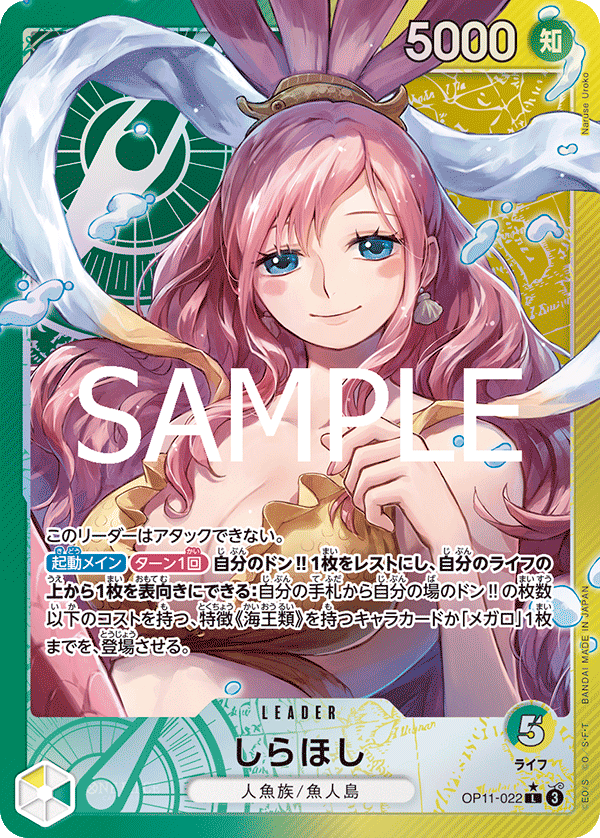 5000
知
Naruse Uroko
SAMPLE
このリーダーはアタックできない。
起動メイン ターン1回 自分のドン!!1枚をレストにし、自分のライフの
上から1枚を表向きにできる：自分の手札から自分の場のドン!!の枚数
以下のコストを持つ、特徴《海王類》を持つキャラカードか「メガロ」1枚
までを、登場させる。
LEADER
しらほし
人魚族/魚人島
5
ライフ
OP11-022 L 3
©E.O./S. ©O. S/F.T BANDAI MADE IN JAPAN